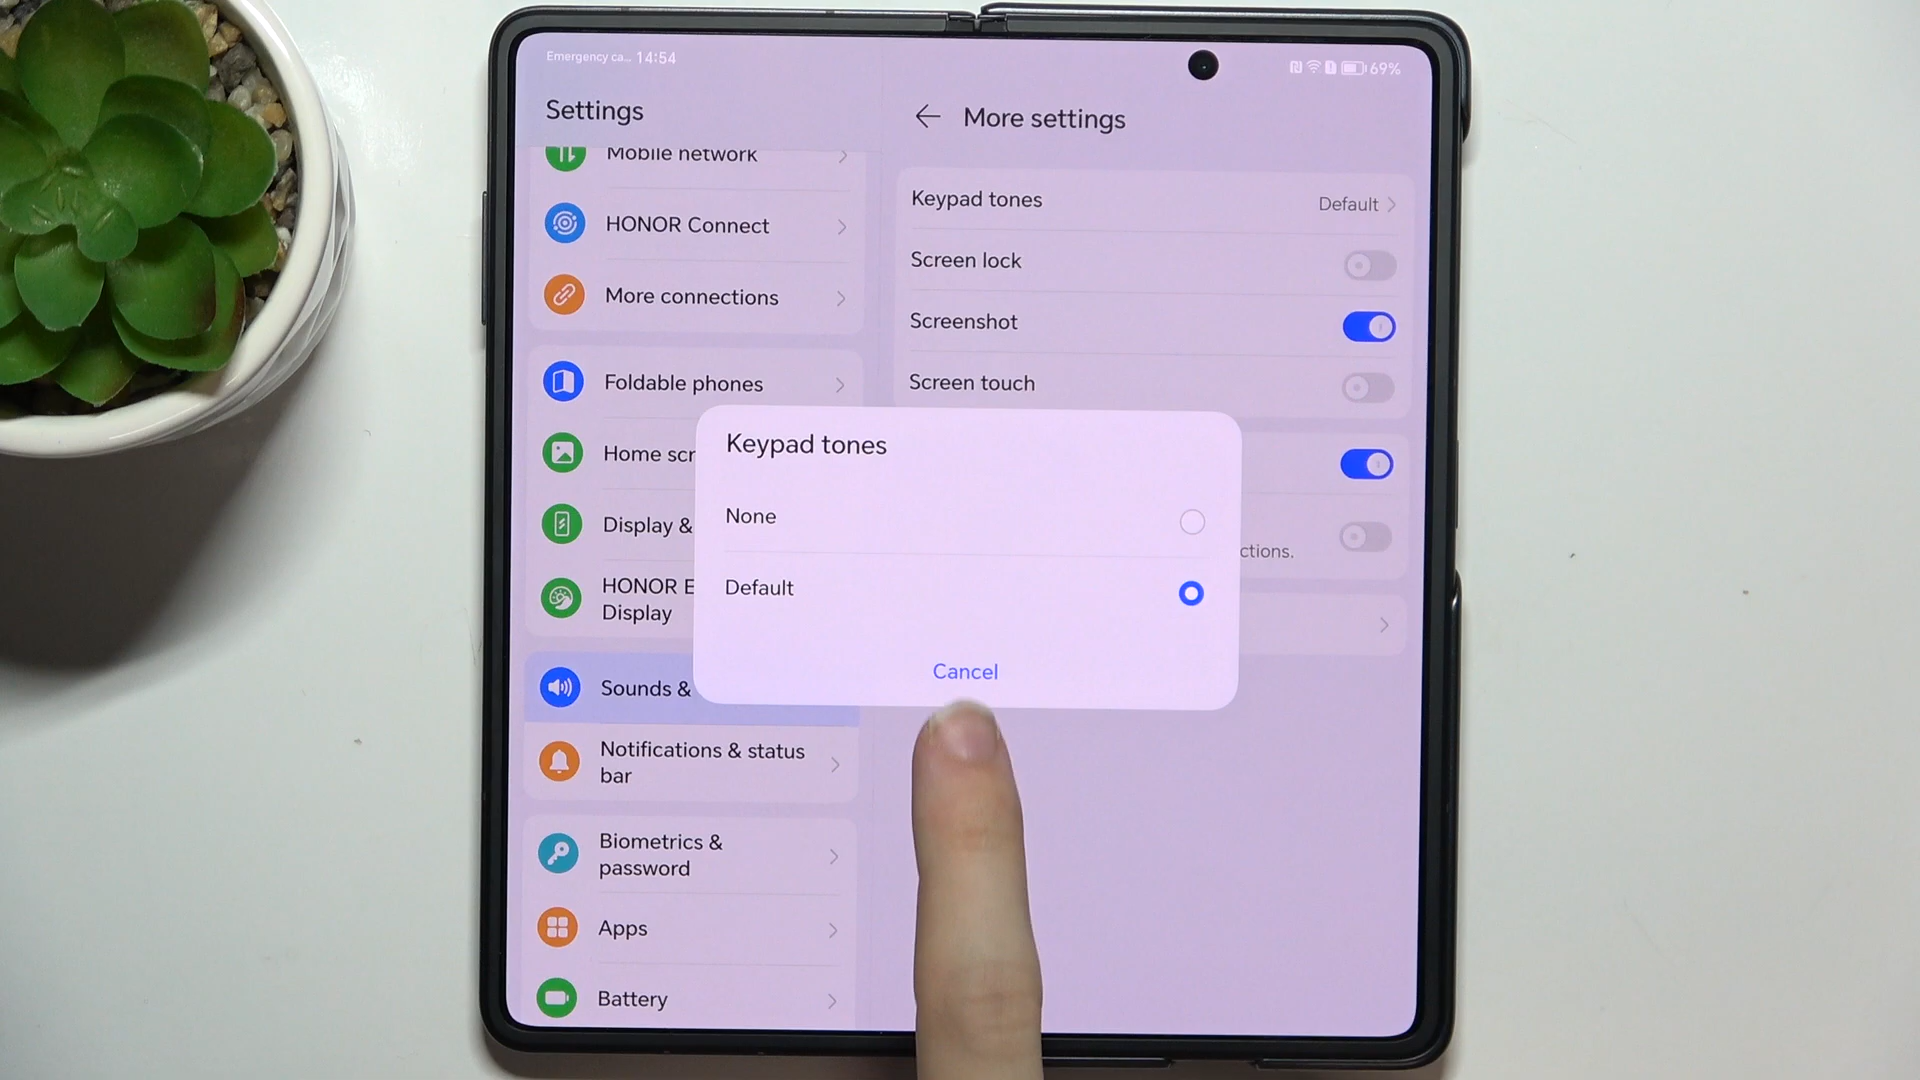 Emergency ca... 14:54
69%
Settings
Mobile network
HONOR Connect
More connections
Foldable phones
Home scr
Display &
HONOR E
Display
Sounds &
Notifications & status
bar
Biometrics &
password
Apps
Battery
More settings
Keypad tones Default
Screen lock
Screenshot
Screen touch
ctions.
Keypad tones
None
Default
Cancel